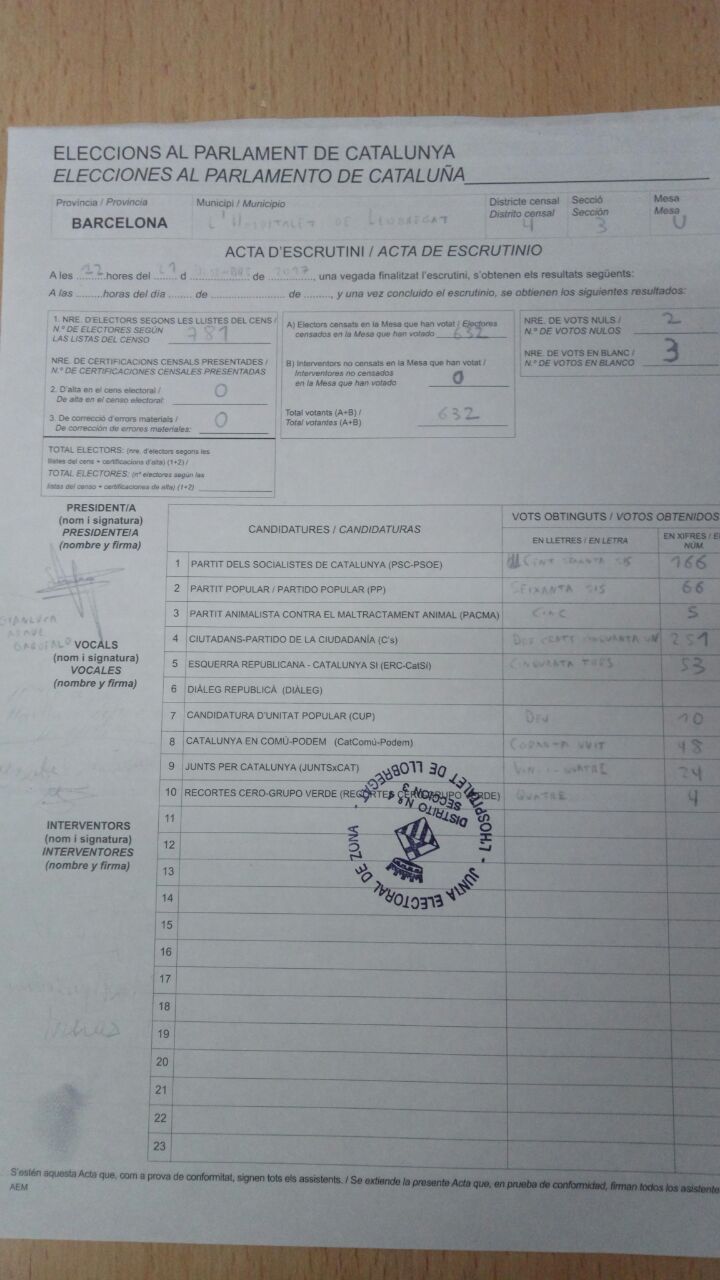 ELECCIONS AL PARLAMENT DE CATALUNYA
ELECCIONES AL PARLAMENTO DE CATALUÑA
Província / Provincia
BARCELONA
Municipi / Municipio
L'HOSPITALET DE LLOBREGAT
Districte censal
Distrito censal
4
Secció
Sección
3
Mesa
Mesa
U
ACTA D'ESCRUTINI / ACTA DE ESCRUTINIO
A les 22 hores del 21 d de 2017, una vegada finalitzat l'escrutini, s'obtenen els resultats següents:
A las ......... horas del día ....... de ................ de ........, y una vez concluido el escrutinio, se obtienen los siguientes resultados:
1. NRE. D'ELECTORS SEGONS LES LLISTES DEL CENS /
N.º DE ELECTORES SEGÚN
LAS LISTAS DEL CENSO 781
NRE. DE CERTIFICACIONS CENSALS PRESENTADES /
N.º DE CERTIFICACIONES CENSALES PRESENTADAS
2. D'alta en el cens electoral /
De alta en el censo electoral: 0
3. De correcció d'errors materials /
De corrección de errores materiales: 0
TOTAL ELECTORS: (nre. d'electors segons les
llistes del cens + certificacions d'alta) (1+2) /
TOTAL ELECTORES: (nº electores según las
listas del censo + certificaciones de alta) (1+2)
A) Electors censats en la Mesa que han votat / Electores
censados en la Mesa que han votado 632
B) Interventors no censats en la Mesa que han votat /
Interventores no censados
en la Mesa que han votado 0
Total votants (A+B) /
Total votantes (A+B) 632
NRE. DE VOTS NULS /
N.º DE VOTOS NULOS 2
NRE. DE VOTS EN BLANC /
N.º DE VOTOS EN BLANCO 3
PRESIDENT/A
(nom i signatura)
PRESIDENTE/A
(nombre y firma)
GIANLUCA
VOCALS
(nom i signatura)
VOCALES
(nombre y firma)
INTERVENTORS
(nom i signatura)
INTERVENTORES
(nombre y firma)
CANDIDATURES / CANDIDATURAS
VOTS OBTINGUTS / VOTOS OBTENIDOS
EN LLETRES / EN LETRA
EN XIFRES / E
NÚM.
1 PARTIT DELS SOCIALISTES DE CATALUNYA (PSC-PSOE) CENT SEIXANTA SIS 166
2 PARTIT POPULAR / PARTIDO POPULAR (PP) SEIXANTA SIS 66
3 PARTIT ANIMALISTA CONTRA EL MALTRACTAMENT ANIMAL (PACMA) CINC 5
4 CIUTADANS-PARTIDO DE LA CIUDADANÍA (C's) DOS CENTS CINQUANTA UN 251
5 ESQUERRA REPUBLICANA - CATALUNYA SI (ERC-CatSí) CINQUANTA TRES 53
6 DIÀLEG REPUBLICÀ (DIÀLEG)
7 CANDIDATURA D'UNITAT POPULAR (CUP) DEU 10
8 CATALUNYA EN COMÚ-PODEM (CatComú-Podem) VUIT 48
9 JUNTS PER CATALUNYA (JUNTSxCAT) QUATRE 24
10 RECORTES CERO-GRUPO VERDE (RECORTES CERO-GRUPO VERDE) QUATRE 4
11
12
13
14
15
16
17
18
19
20
21
22
23
JUNTA ELECTORAL DE ZONA - L'HOSPITALET DE LLOBREGAT -
DISTRITO N.º 4
SECCION 3
S'estén aquesta Acta que, com a prova de conformitat, signen tots els assistents. / Se extiende la presente Acta que, en prueba de conformidad, firman todos los asistente
AEM